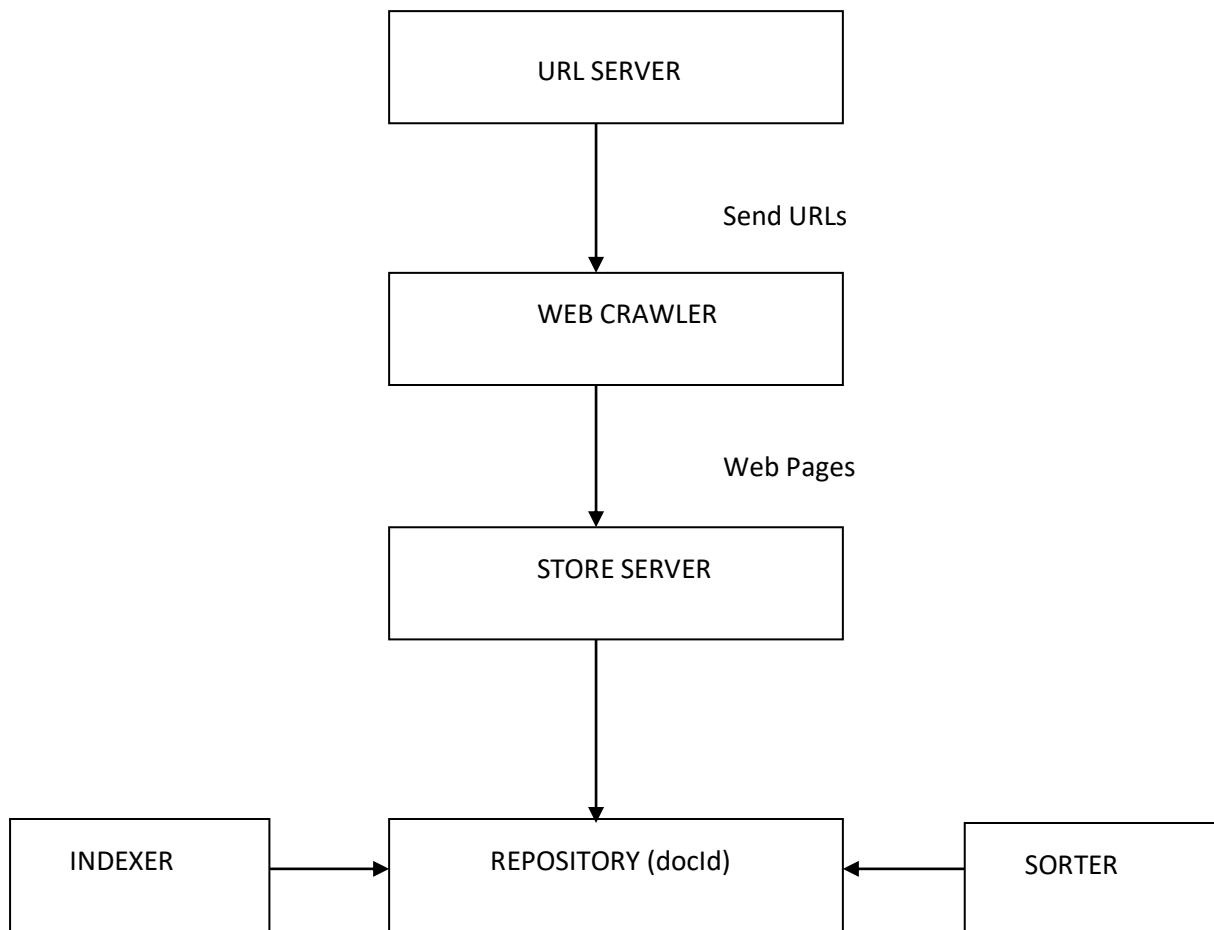 URL SERVER
Send URLs
WEB CRAWLER
Web Pages
STORE SERVER
INDEXER
REPOSITORY (docId)
SORTER